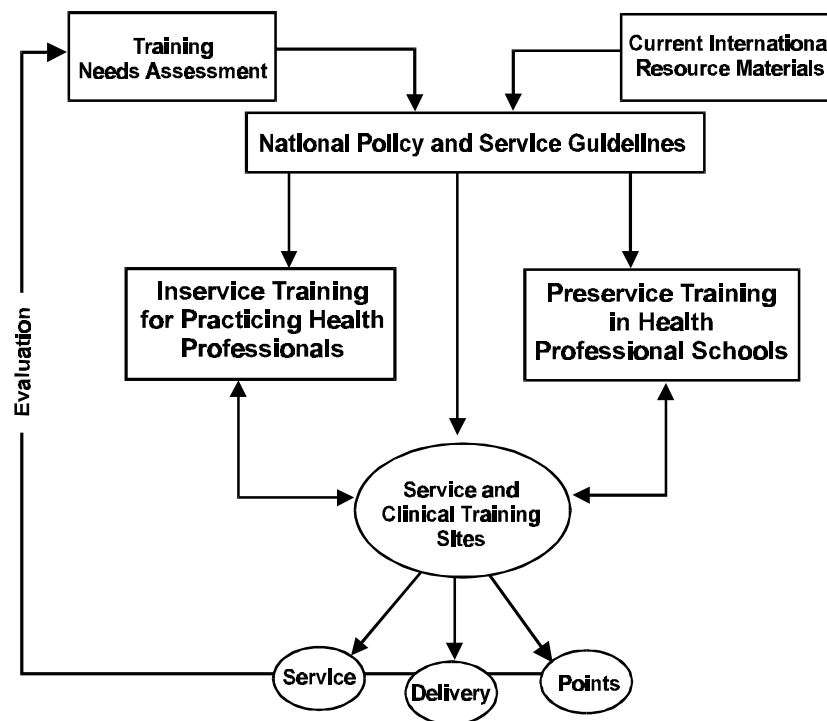 Training
Needs Assessment
Current International
Resource Materials
National Policy and Service Guidelines
Inservice Training
for Practicing Health
Professionals
Preservice Training
in Health
Professional Schools
Evaluation
Service and
Clinical Training
Sites
Service
Delivery
Points